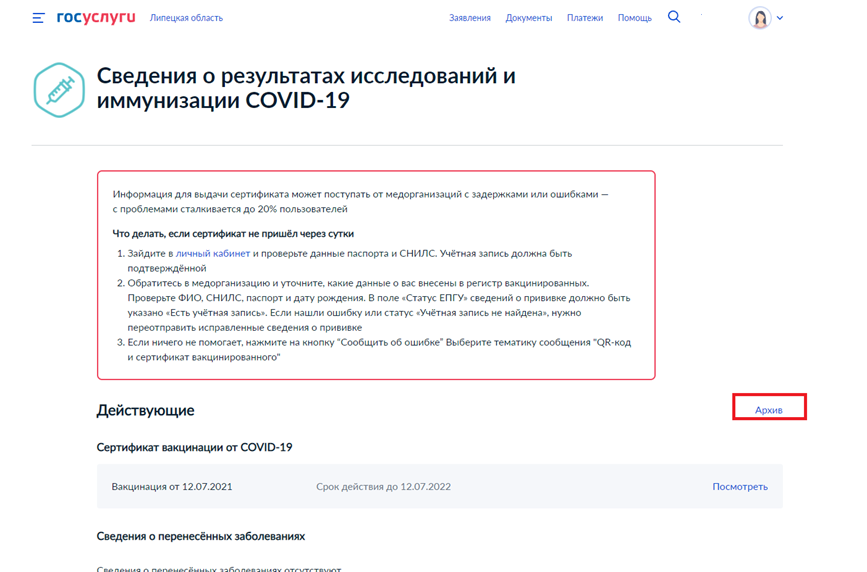 госуслуги Липецкая область Заявления Документы Платежи Помощь
Сведения о результатах исследований и
иммунизации COVID-19
Информация для выдачи сертификата может поступать от медорганизаций с задержками или ошибками —
с проблемами сталкивается до 20% пользователей
Что делать, если сертификат не пришёл через сутки
1. Зайдите в личный кабинет и проверьте данные паспорта и СНИЛС. Учётная запись должна быть
подтверждённой
2. Обратитесь в медорганизацию и уточните, какие данные о вас внесены в регистр вакцинированных.
Проверьте ФИО, СНИЛС, паспорт и дату рождения. В поле «Статус ЕПГУ» сведений о прививке должно быть
указано «Есть учётная запись». Если нашли ошибку или статус «Учётная запись не найдена», нужно
переотправить исправленные сведения о прививке
3. Если ничего не помогает, нажмите на кнопку "Сообщить об ошибке" Выберите тематику сообщения "QR-код
и сертификат вакцинированного"
Действующие Архив
Сертификат вакцинации от COVID-19
Вакцинация от 12.07.2021 Срок действия до 12.07.2022 Посмотреть
Сведения о перенесённых заболеваниях
Сведения о перенесённых заболеваниях отсутствуют